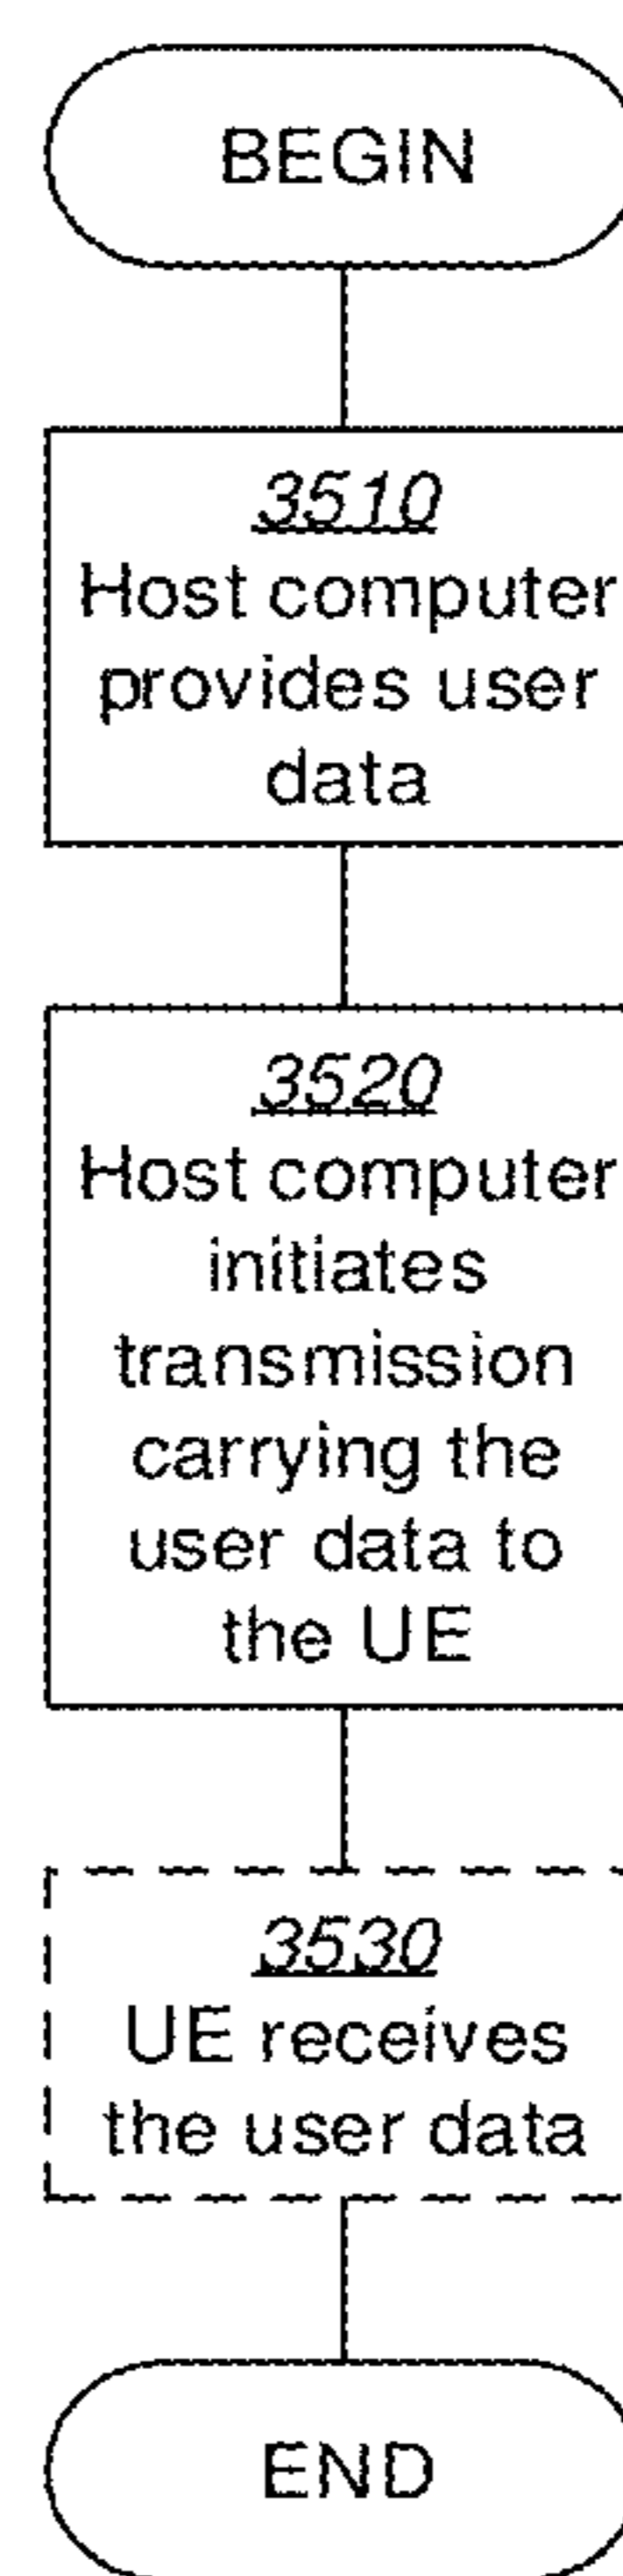 BEGIN
3510
Host computer
provides user
data
3520
Host computer
initiates
transmission
carrying the
user data to
the UE
3530
UE receives
the user data
END